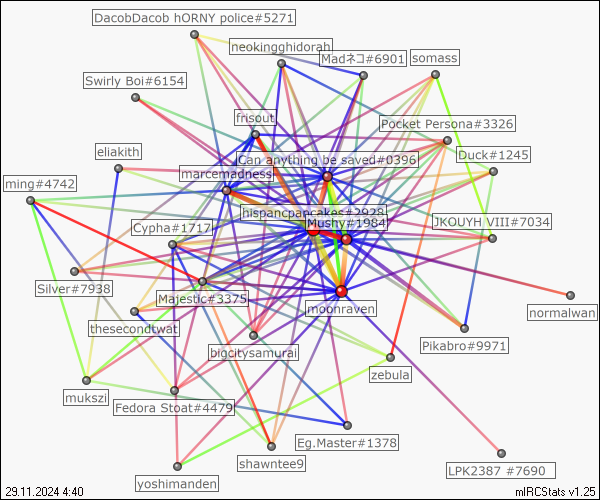 DacobDacob hORNY police#5271
neokingghidorah
Madネコ#6901
somass
Swirly Boi#6154
frisout
Pocket Persona#3326
eliakith
Can anything be saved#0396
Duck#1245
marcemadness
ming#4742
hispancpancakes#2928
Mushy#1984
JKOUYH VIII#7034
Cypha#1717
Silver#7938
Majestic#3375
moonraven
normalwan
thesecondtwat
Pikabro#9971
bigcitysamurai
zebula
mukszi
Fedora Stoat#4479
Eg.Master#1378
shawntee9
LPK2387 #7690
yoshimanden
29.11.2024 4:40
mIRCStats v1.25